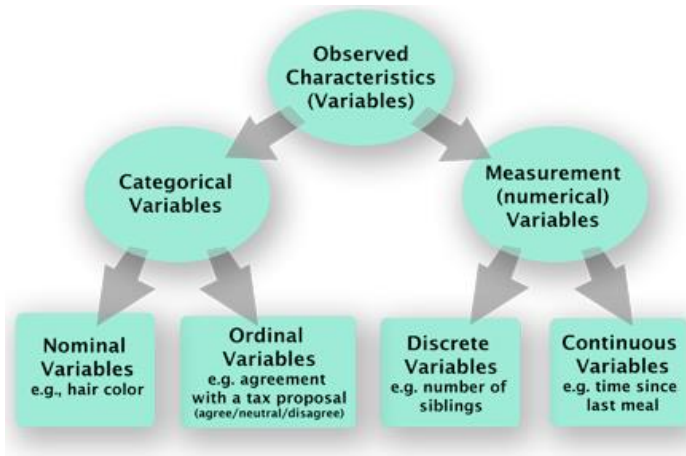 Observed
Characteristics
(Variables)
Categorical
Variables
Measurement
(numerical)
Variables
Nominal
Variables
e.g., hair color
Ordinal
Variables
e.g. agreement
with a tax proposal
(agree/neutral/disagree)
Discrete
Variables
e.g. number of
siblings
Continuous
Variables
e.g. time since
last meal